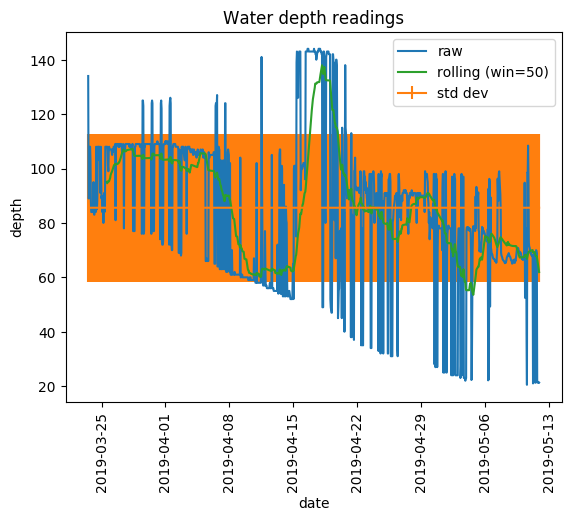 Water depth readings
raw
rolling (win=50)
std dev
depth
140
120
100
80
60
40
20
2019-03-25
2019-04-01
2019-04-08
2019-04-15
2019-04-22
2019-04-29
2019-05-06
2019-05-13
date